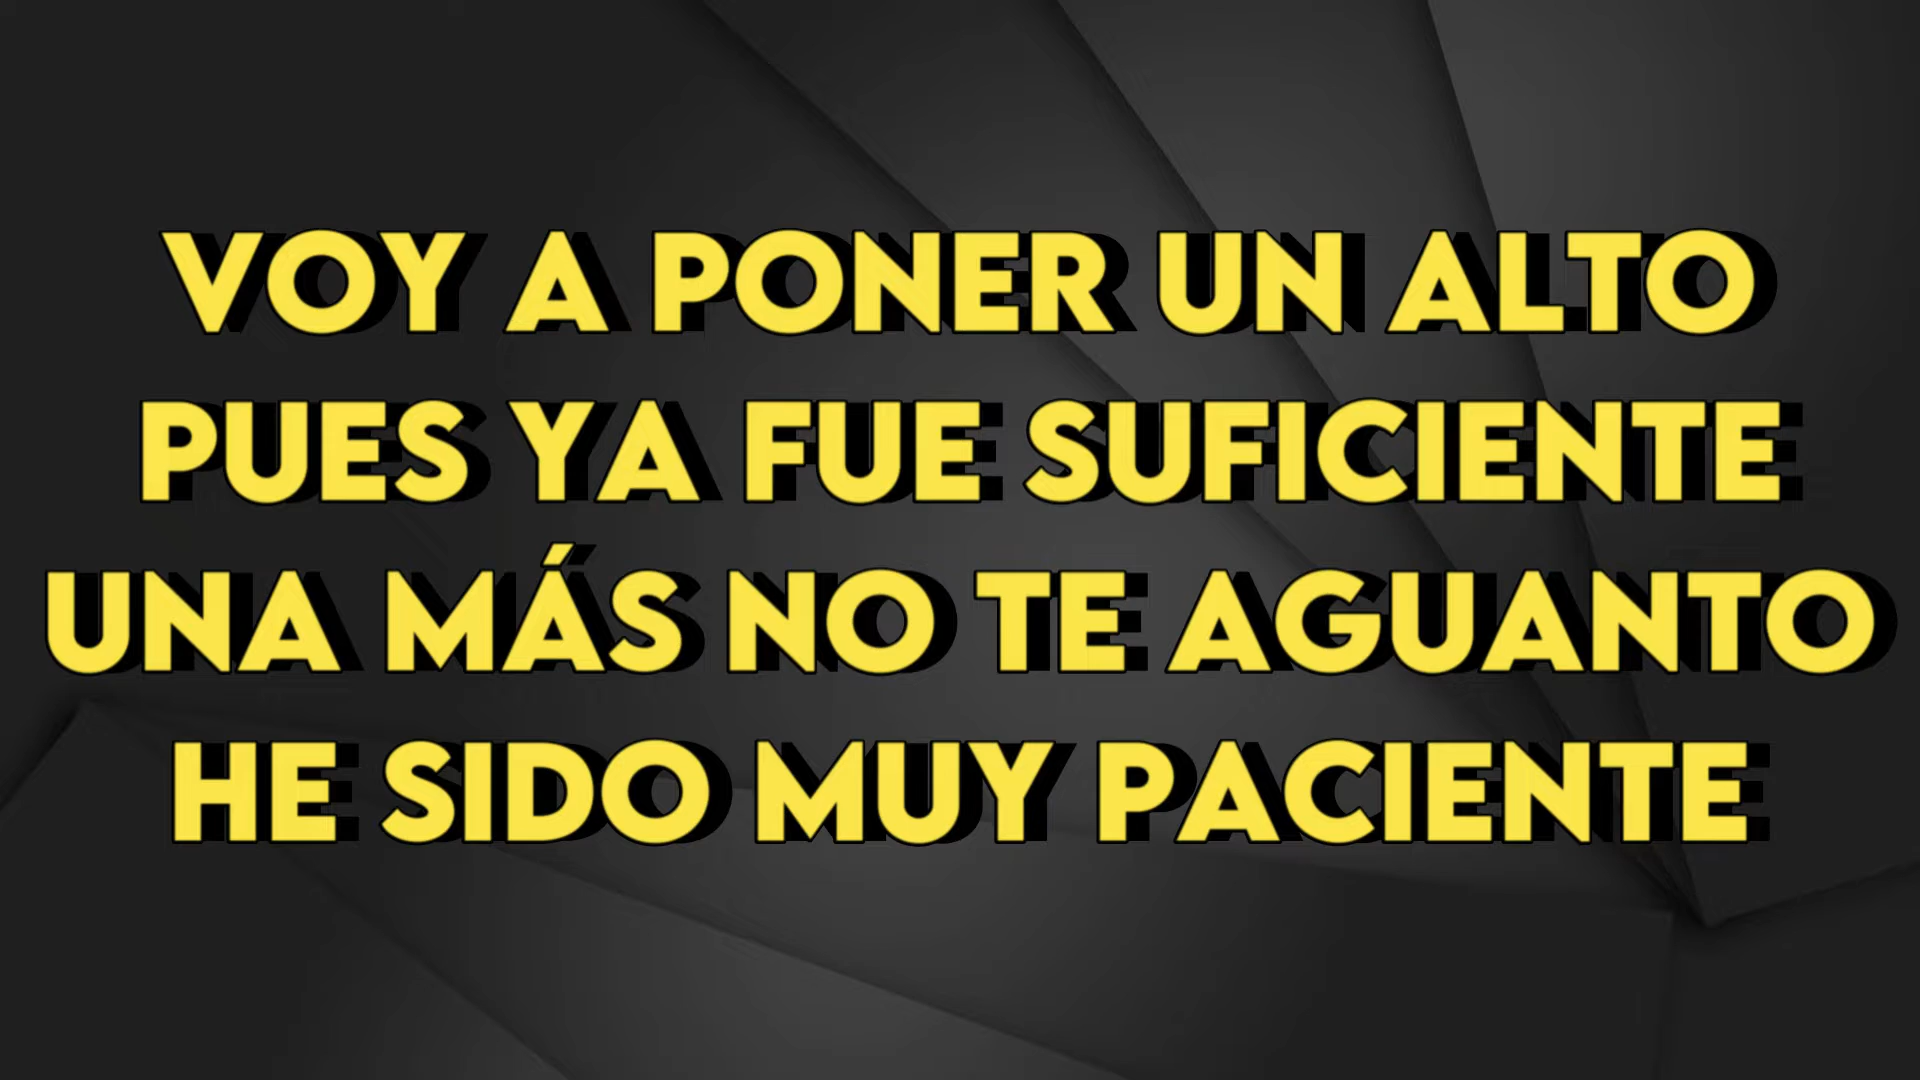 VOY A PONER UN ALTO
PUES YA FUE SUFICIENTE
UNA MÁS NO TE AGUANTO
HE SIDO MUY PACIENTE